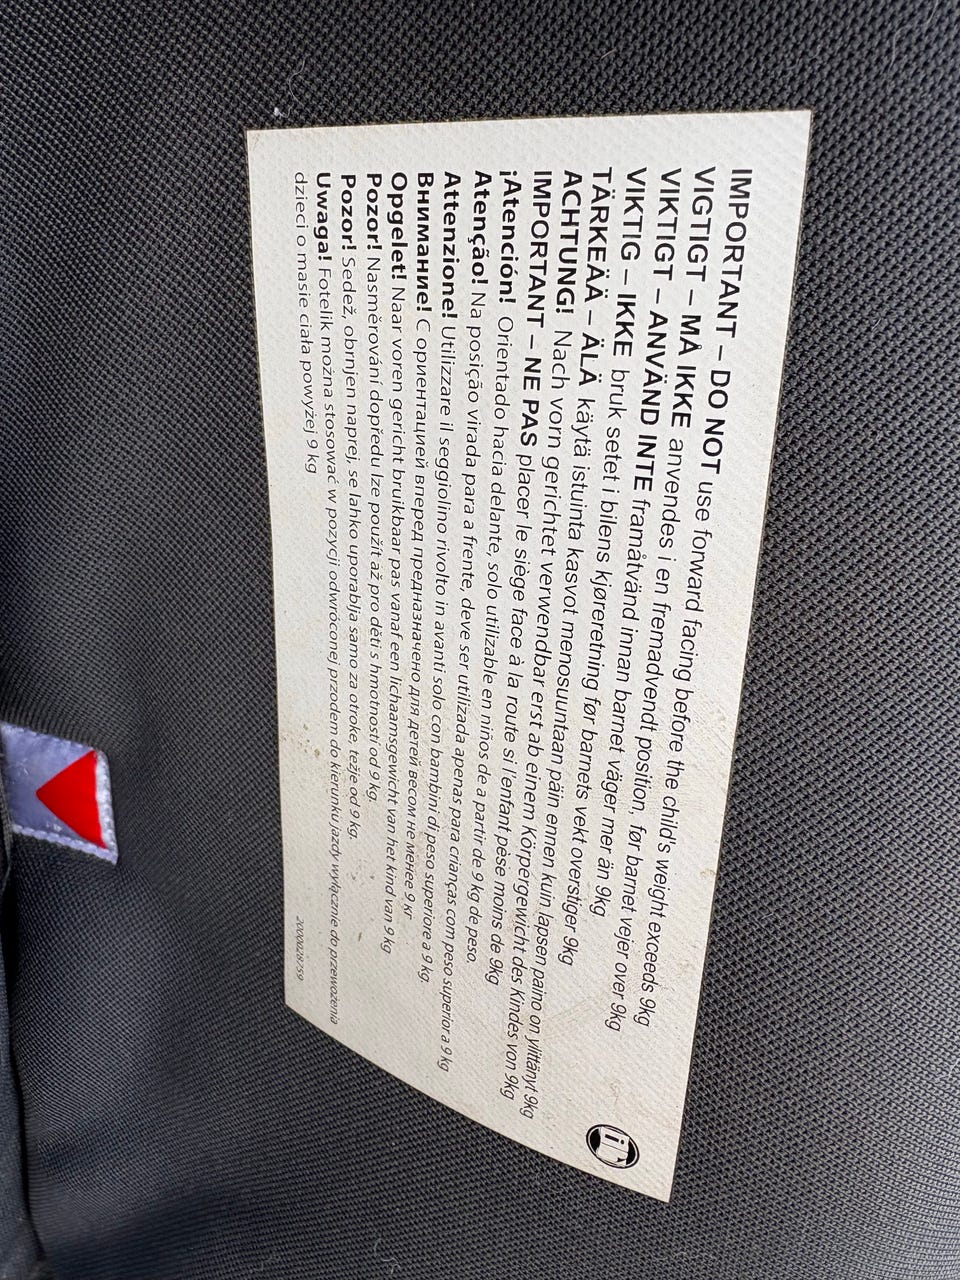 IMPORTANT – DO NOT use forward facing before the child's weight exceeds 9kg
VIGTIGT – MÅ IKKE anvendes i en fremadvendt position, før barnet vejer over 9kg
VIKTIGT – ANVÄND INTE framåtvänd innan barnet väger mer än 9kg
VIKTIG – IKKE bruk setet i bilens kjøreretning før barnets vekt overstiger 9kg
TÄRKEÄÄ – ÄLÄ käytä istuinta kasvot menosuuntaan päin ennen kuin lapsen paino on ylittänyt 9kg
ACHTUNG! Nach vorn gerichtet verwendbar erst ab einem Körpergewicht des Kindes von 9kg
IMPORTANT – NE PAS placer le siège face à la route si l'enfant pèse moins de 9kg
¡Atención! Orientado hacia delante, solo utilizable en niños de a partir de 9 kg de peso.
Atenção! Na posição virada para a frente, deve ser utilizada apenas para crianças com peso superior a 9 kg
Attenzione! Utilizzare il seggiolino rivolto in avanti solo con bambini di peso superiore a 9 kg.
Внимание! С ориентацией вперед предназначено для детей весом не менее 9 кг
Opgelet! Naar voren gericht bruikbaar pas vanaf een lichaamsgewicht van het kind van 9 kg
Pozor! Nasměrování dopředu lze použít až pro děti s hmotností od 9 kg.
Pozor! Sedež, obrnjen naprej, se lahko uporablja samo za otroke, težje od 9 kg.
Uwaga! Fotelik można stosować w pozycji odwróconej przodem do kierunku jazdy wyłącznie do przewożenia
dzieci o masie ciała powyżej 9 kg
2000028759